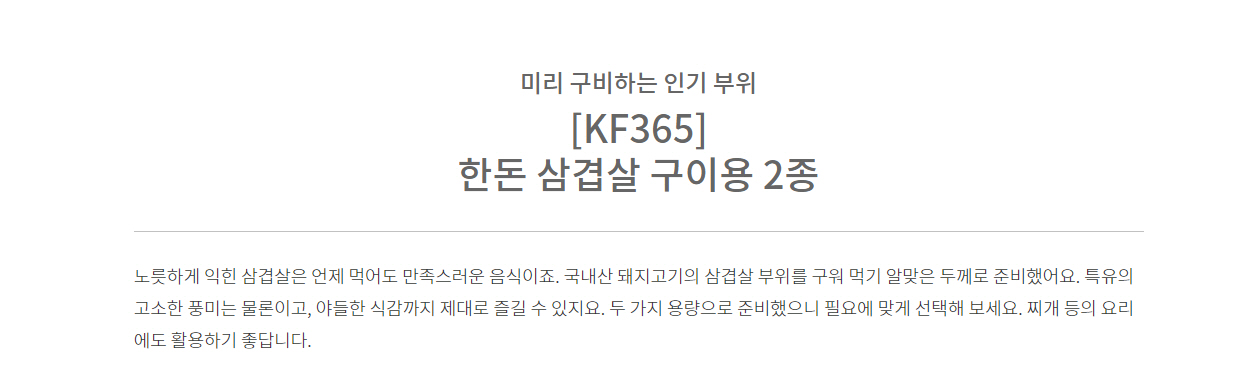 미리 구비하는 인기 부위
[KF365]
한돈 삼겹살 구이용 2종
노릇하게 익힌 삼겹살은 언제 먹어도 만족스러운 음식이죠. 국내산 돼지고기의 삼겹살 부위를 구워 먹기 알맞은 두께로 준비했어요. 특유의
고소한 풍미는 물론이고, 야들한 식감까지 제대로 즐길 수 있지요. 두 가지 용량으로 준비했으니 필요에 맞게 선택해 보세요. 찌개 등의 요리
에도 활용하기 좋답니다.